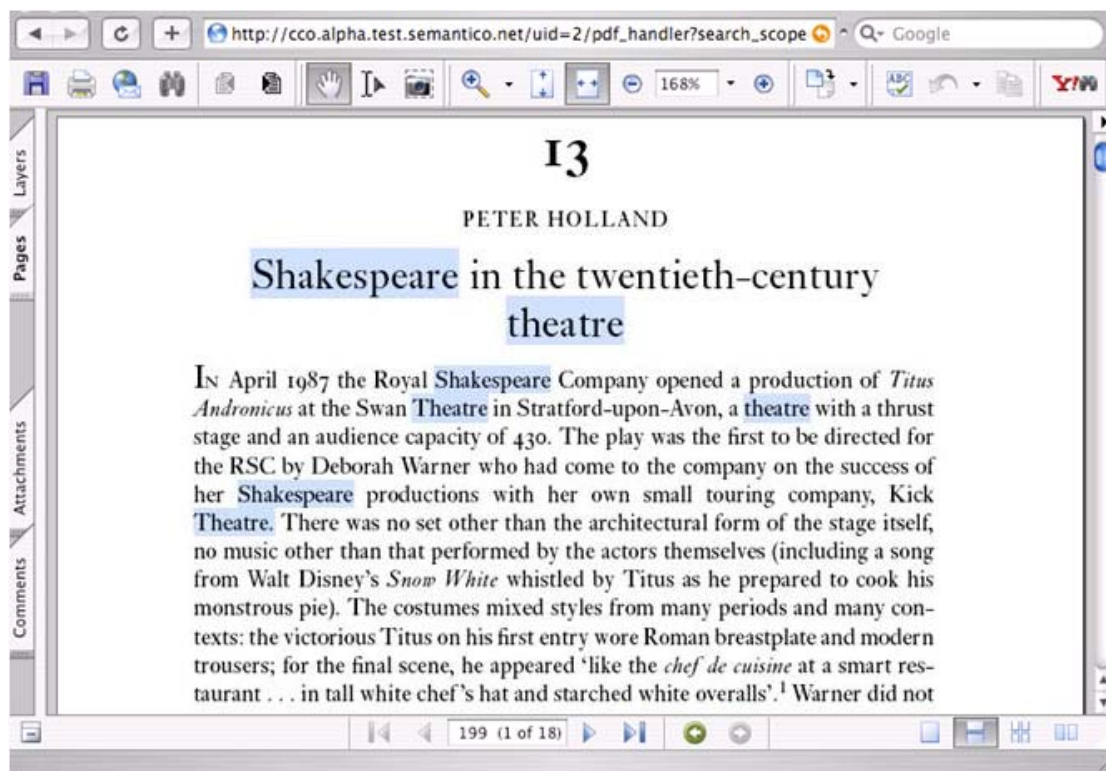 http://cco.alpha.test.semantico.net/uid=2/pdf_handler?search_scope Google
168% ABC Y!
Layers
Pages
Attachments
Comments
13
PETER HOLLAND
Shakespeare in the twentieth-century
theatre
In April 1987 the Royal Shakespeare Company opened a production of Titus
Andronicus at the Swan Theatre in Stratford-upon-Avon, a theatre with a thrust
stage and an audience capacity of 430. The play was the first to be directed for
the RSC by Deborah Warner who had come to the company on the success of
her Shakespeare productions with her own small touring company, Kick
Theatre. There was no set other than the architectural form of the stage itself,
no music other than that performed by the actors themselves (including a song
from Walt Disney's Snow White whistled by Titus as he prepared to cook his
monstrous pie). The costumes mixed styles from many periods and many con-
texts: the victorious Titus on his first entry wore Roman breastplate and modern
trousers; for the final scene, he appeared 'like the chef de cuisine at a smart res-
taurant . . . in tall white chef's hat and starched white overalls'.1 Warner did not
199 (1 of 18)